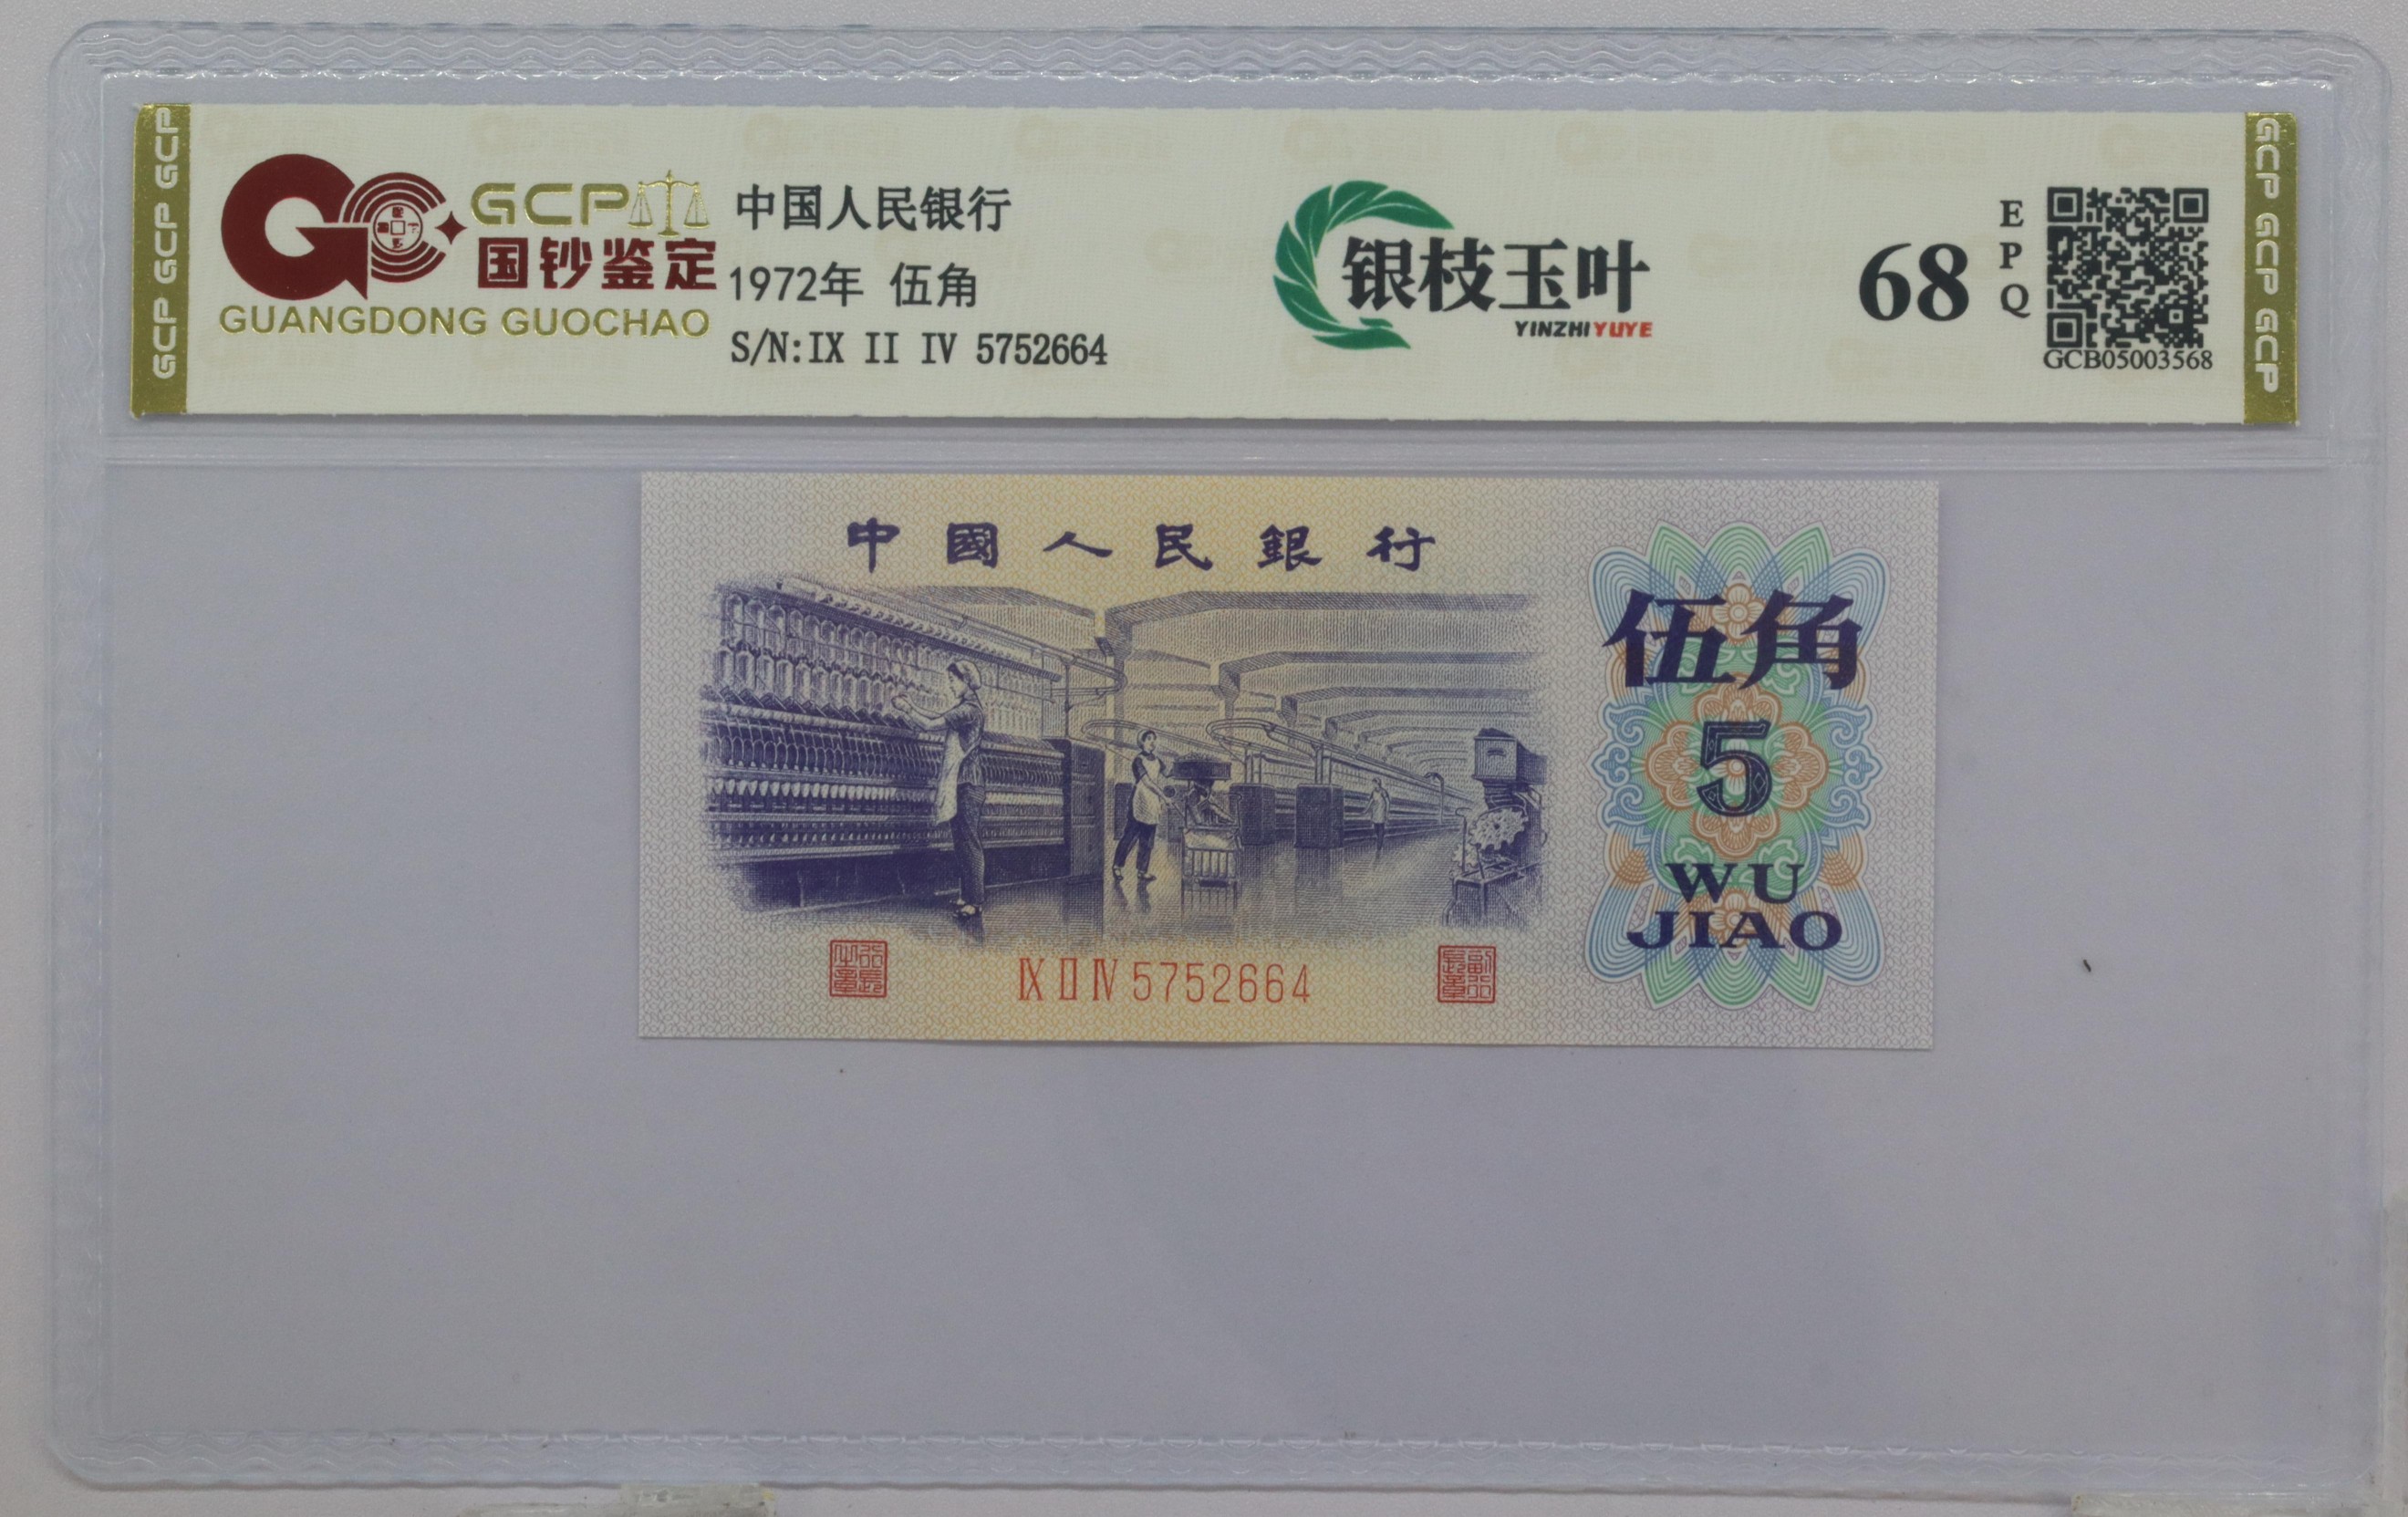 GCP GCP GCP
GCP
国钞鉴定
GUANGDONG GUOCHAO
中国人民银行
1972年 伍角
S/N:IX II IV 5752664
银枝玉叶
YINZHIYUYE
68
EPQ
GCB05003568
GCP GCP GCP
中國人民銀行
伍角
5
WU
JIAO
IX II IV 5752664